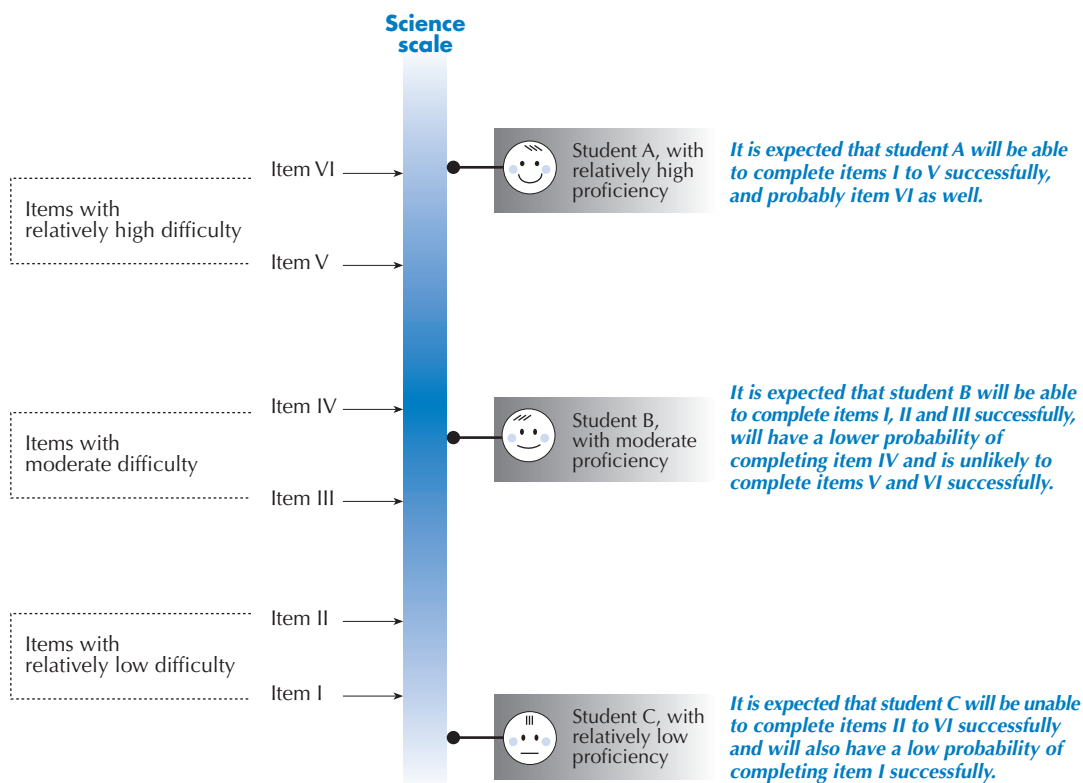 Science
scale
Item VI
Student A, with
relatively high
proficiency
It is expected that student A will be able
to complete items I to V successfully,
and probably item VI as well.
Items with
relatively high difficulty
Item V
Item IV
Student B,
with moderate
proficiency
It is expected that student B will be able
to complete items I, II and III successfully,
will have a lower probability of
completing item IV and is unlikely to
complete items V and VI successfully.
Items with
moderate difficulty
Item III
Item II
Items with
relatively low difficulty
Item I
Student C, with
relatively low
proficiency
It is expected that student C will be unable
to complete items II to VI successfully
and will also have a low probability of
completing item I successfully.